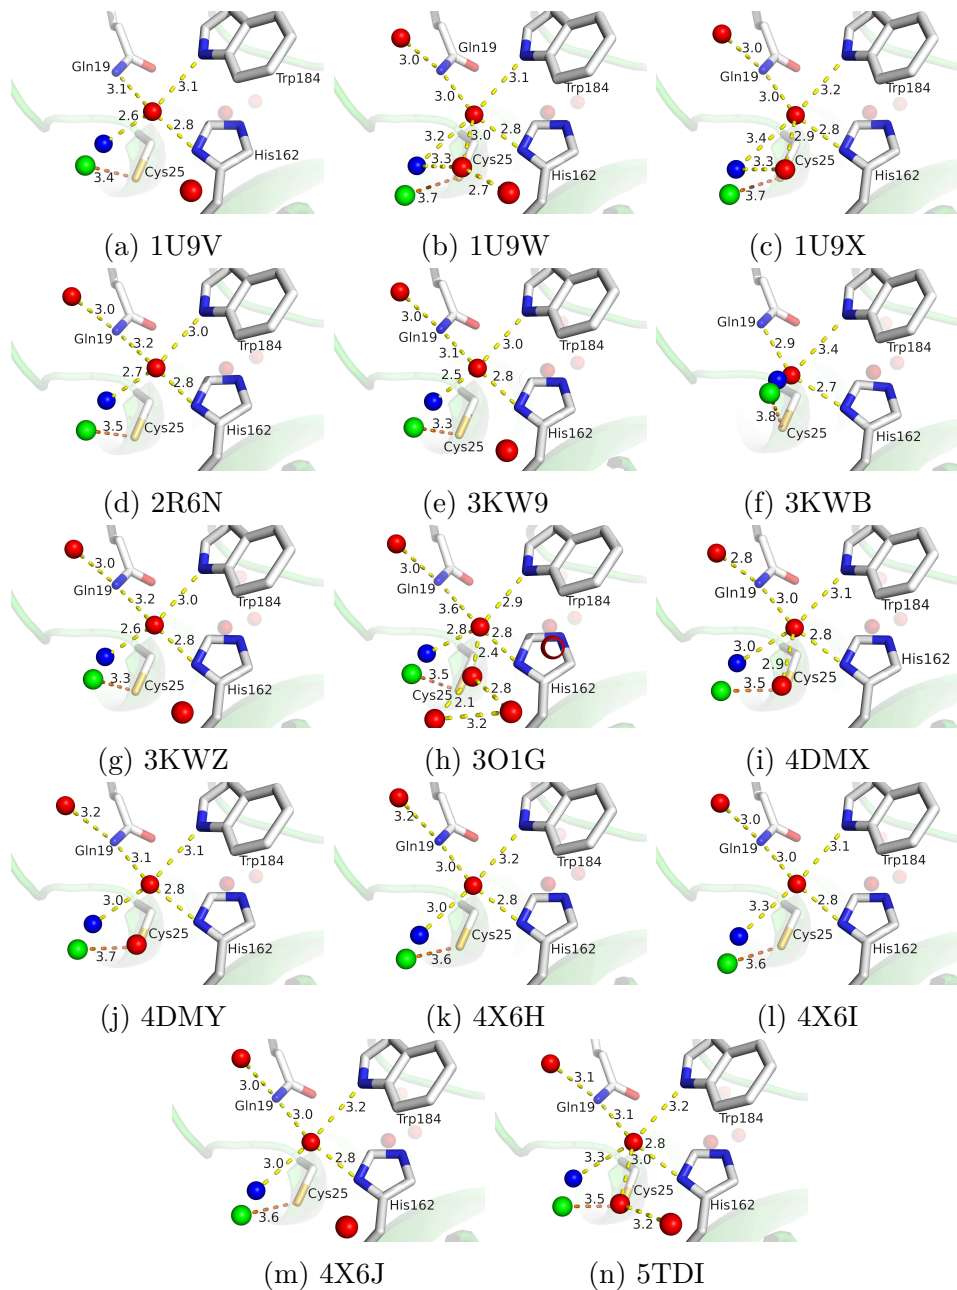 Gln19 3.1 3.1 Trp184
2.6 2.8
His162
3.4 Cys25
3.0 Gln19 3.0 3.1 Trp184
3.2 3.0 2.8
3.3 Cys25
3.7 2.7 His162
3.0 Gln19 3.0 3.2 Trp184
3.4 2.9 2.8
3.3 Cys25
3.7 His162
(a) 1U9V (b) 1U9W (c) 1U9X
3.0 Gln19 3.2 3.0 Trp184
2.7 2.8
3.5 Cys25 His162
3.0 Gln19 3.1 3.0 Trp184
2.5 2.8
3.3 Cys25 His162
Gln19 2.9 3.4 Trp184
2.7
3.8 Cys25 His162
(d) 2R6N (e) 3KW9 (f) 3KWB
3.0 Gln19 3.2 3.0 Trp184
2.6 2.8
3.3 Cys25 His162
3.0 Gln19 3.6 2.9 Trp184
2.8 2.8
2.4
3.5 Cys25 2.8 His162
2.1
3.2
2.8 Gln19 3.0 3.1 Trp184
3.0 2.8
2.9 Cys25 His162
3.5
(g) 3KWZ (h) 3O1G (i) 4DMX
3.2 Gln19 3.1 3.1 Trp184
3.0 2.8
Cys25
3.7 His162
3.2 Gln19 3.0 3.2 Trp184
3.0 2.8
Cys25
3.6 His162
3.0 Gln19 3.0 3.1 Trp184
3.3 2.8
Cys25
3.6 His162
(j) 4DMY (k) 4X6H (l) 4X6I
3.0 Gln19 3.0 3.2 Trp184
3.0 2.8
Cys25
3.6 His162
3.1 Gln19 3.1 3.2 Trp184
2.8
3.3 3.0
Cys25
3.5 His162
3.2
(m) 4X6J (n) 5TDI